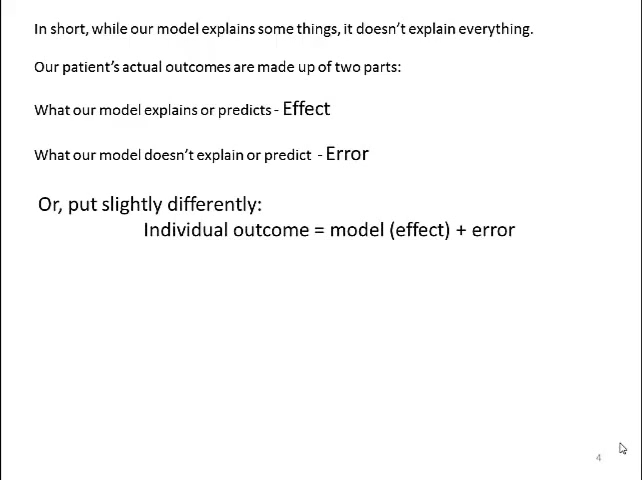 In short, while our model explains some things, it doesn’t explain everything.
Our patient’s actual outcomes are made up of two parts:
What our model explains or predicts - Effect
What our model doesn’t explain or predict - Error
Or, put slightly differently:
Individual outcome = model (effect) + error
4